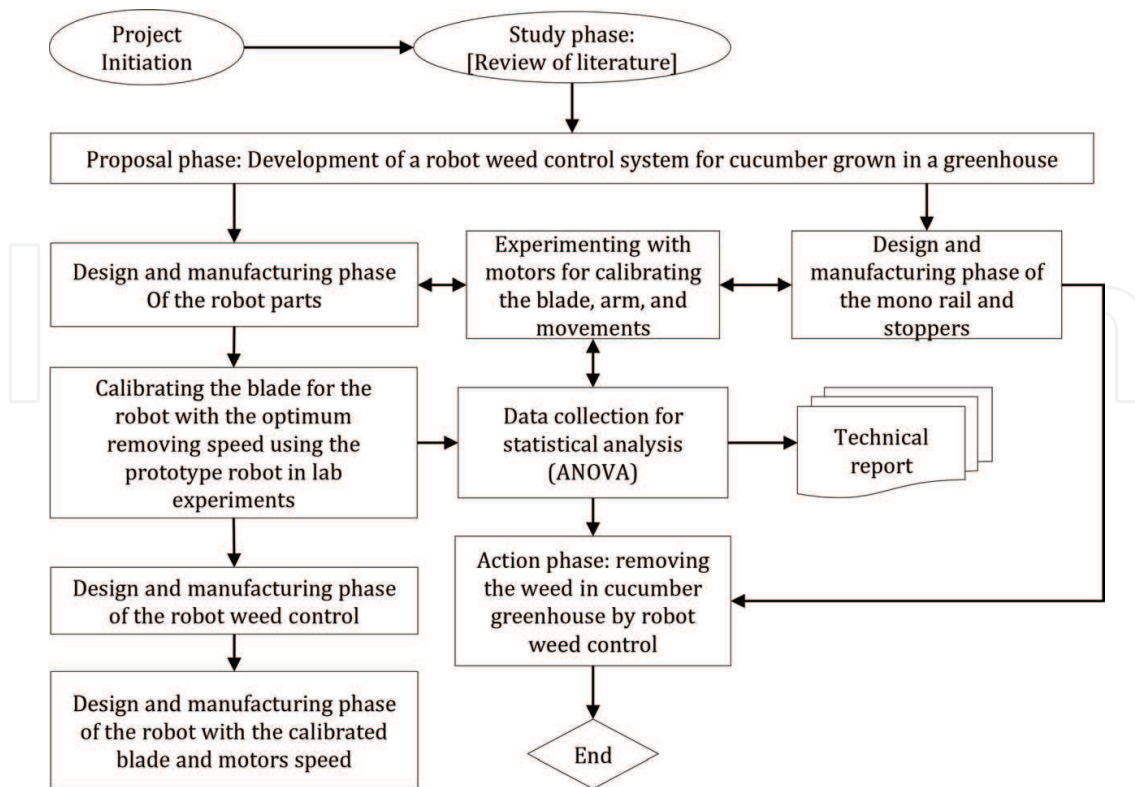 Project
Initiation
Study phase:
[Review of literature]
Proposal phase: Development of a robot weed control system for cucumber grown in a greenhouse
Design and manufacturing phase
Of the robot parts
Experimenting with
motors for calibrating
the blade, arm, and
movements
Design and
manufacturing phase of
the mono rail and
stoppers
Calibrating the blade for the
robot with the optimum
removing speed using the
prototype robot in lab
experiments
Data collection for
statistical analysis
(ANOVA)
Technical
report
Design and manufacturing phase
of the robot weed control
Action phase: removing
the weed in cucumber
greenhouse by robot
weed control
Design and manufacturing phase
of the robot with the calibrated
blade and motors speed
End